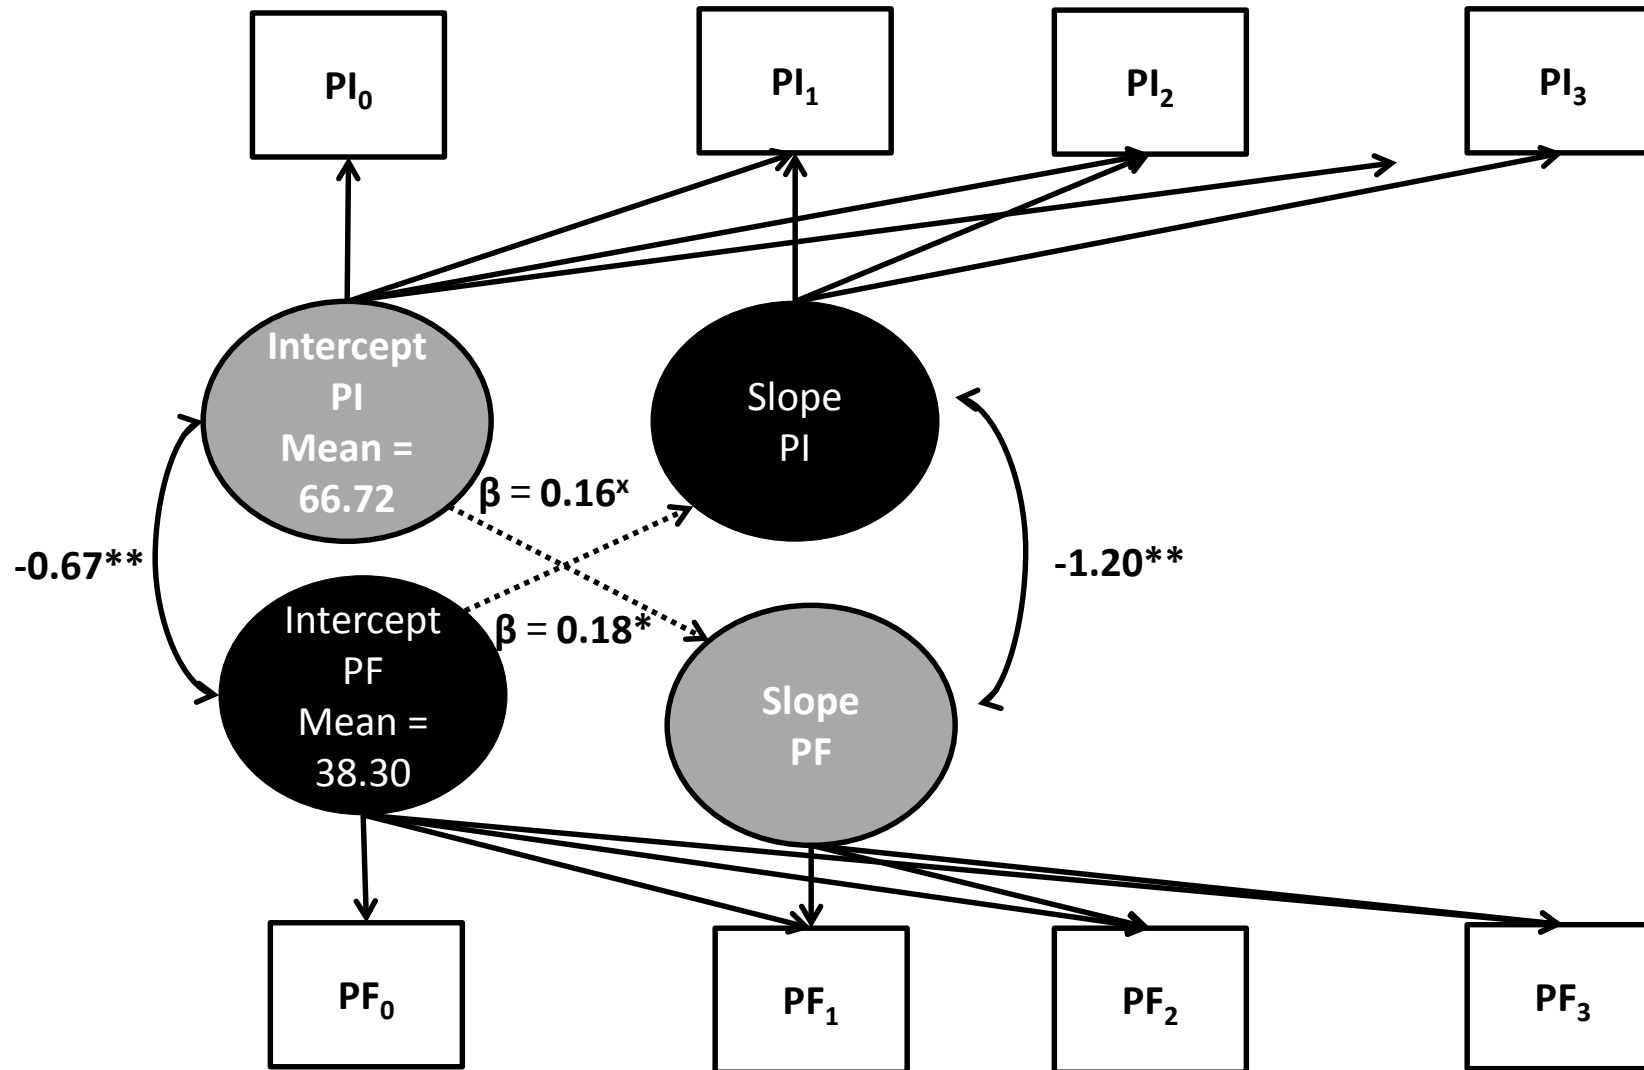 PI₀
PI₁
PI₂
PI₃
Intercept
PI
Mean =
66.72
Slope
PI
β = 0.16ˣ
-0.67**
-1.20**
β = 0.18*
Intercept
PF
Mean =
38.30
Slope
PF
PF₀
PF₁
PF₂
PF₃